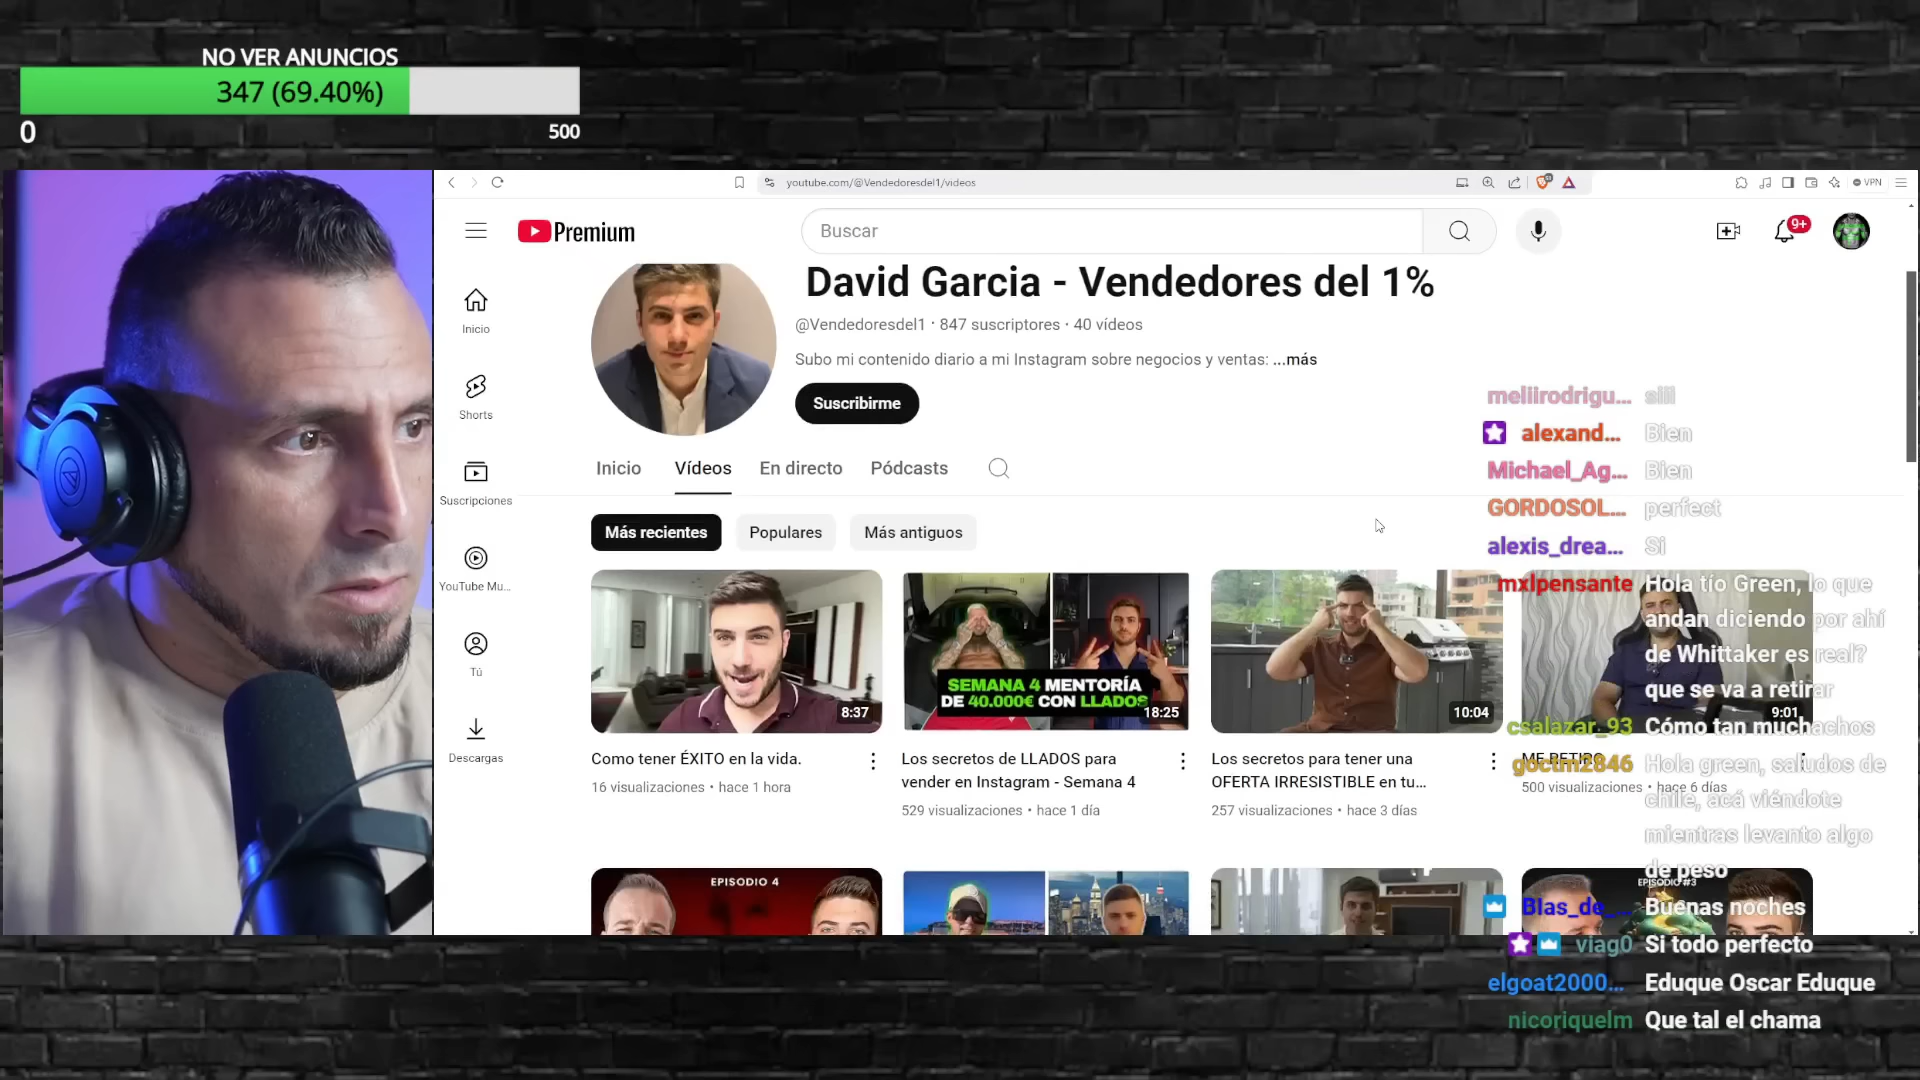 NO VER ANUNCIOS
347 (69.40%)
0
500
youtube.com/@Vendedoresdel1/videos
VPN
Premium
Buscar
9+
David Garcia - Vendedores del 1%
@Vendedoresdel1 · 847 suscriptores · 40 vídeos
Subo mi contenido diario a mi Instagram sobre negocios y ventas: ...más
Suscribirme
Inicio
Shorts
Suscripciones
YouTube Mu...
Tú
Descargas
Inicio
Vídeos
En directo
Pódcasts
Más recientes
Populares
Más antiguos
8:37
SEMANA 4 MENTORÍA
DE 40.000€ CON LLADOS
18:25
10:04
9:01
Como tener ÉXITO en la vida.
16 visualizaciones · hace 1 hora
Los secretos de LLADOS para
vender en Instagram - Semana 4
529 visualizaciones · hace 1 día
Los secretos para tener una
OFERTA IRRESISTIBLE en tu...
257 visualizaciones · hace 3 días
ME RETIRO
500 visualizaciones · hace 6 días
EPISODIO 4
EPISODIO #3
meliirodrigu... siii
alexand... Bien
Michael_Ag... Bien
GORDOSOL... perfect
alexis_drea... Si
mxlpensante Hola tío Green, lo que
andan diciendo por ahí
de Whittaker es real?
que se va a retirar
csalazar_93 Cómo tan muchachos
goctm2846 Hola green, saludos de
chile, acá viéndote
mientras levanto algo
de peso
Blas_de_... Buenas noches
viag0 Si todo perfecto
elgoat2000... Eduque Oscar Eduque
nicoriquelm Que tal el chama